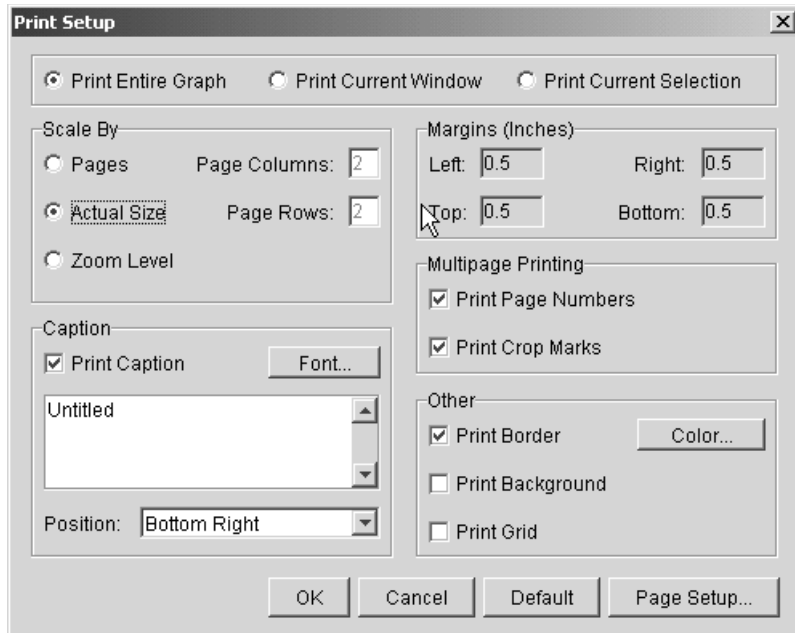 Print Setup
Print Entire Graph Print Current Window Print Current Selection
Scale By
Pages Page Columns: 2
Actual Size Page Rows: 2
Zoom Level
Margins (Inches)
Left: 0.5 Right: 0.5
Top: 0.5 Bottom: 0.5
Multipage Printing
Print Page Numbers
Print Crop Marks
Caption
Print Caption Font...
Untitled
Position: Bottom Right
Other
Print Border Color...
Print Background
Print Grid
OK Cancel Default Page Setup...